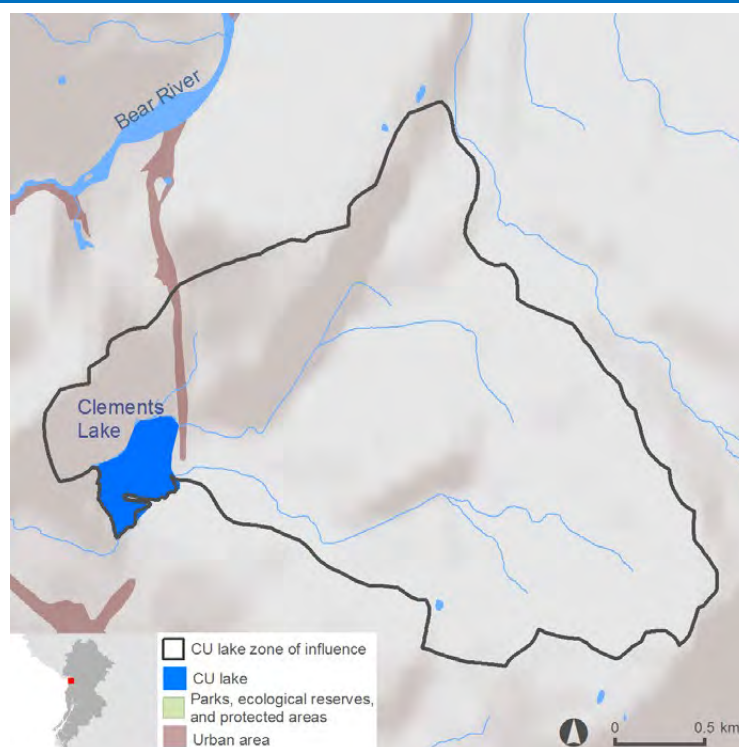 Bear River
Clements
Lake
CU lake zone of influence
CU lake
Parks, ecological reserves,
and protected areas
Urban area
0 0.5 km